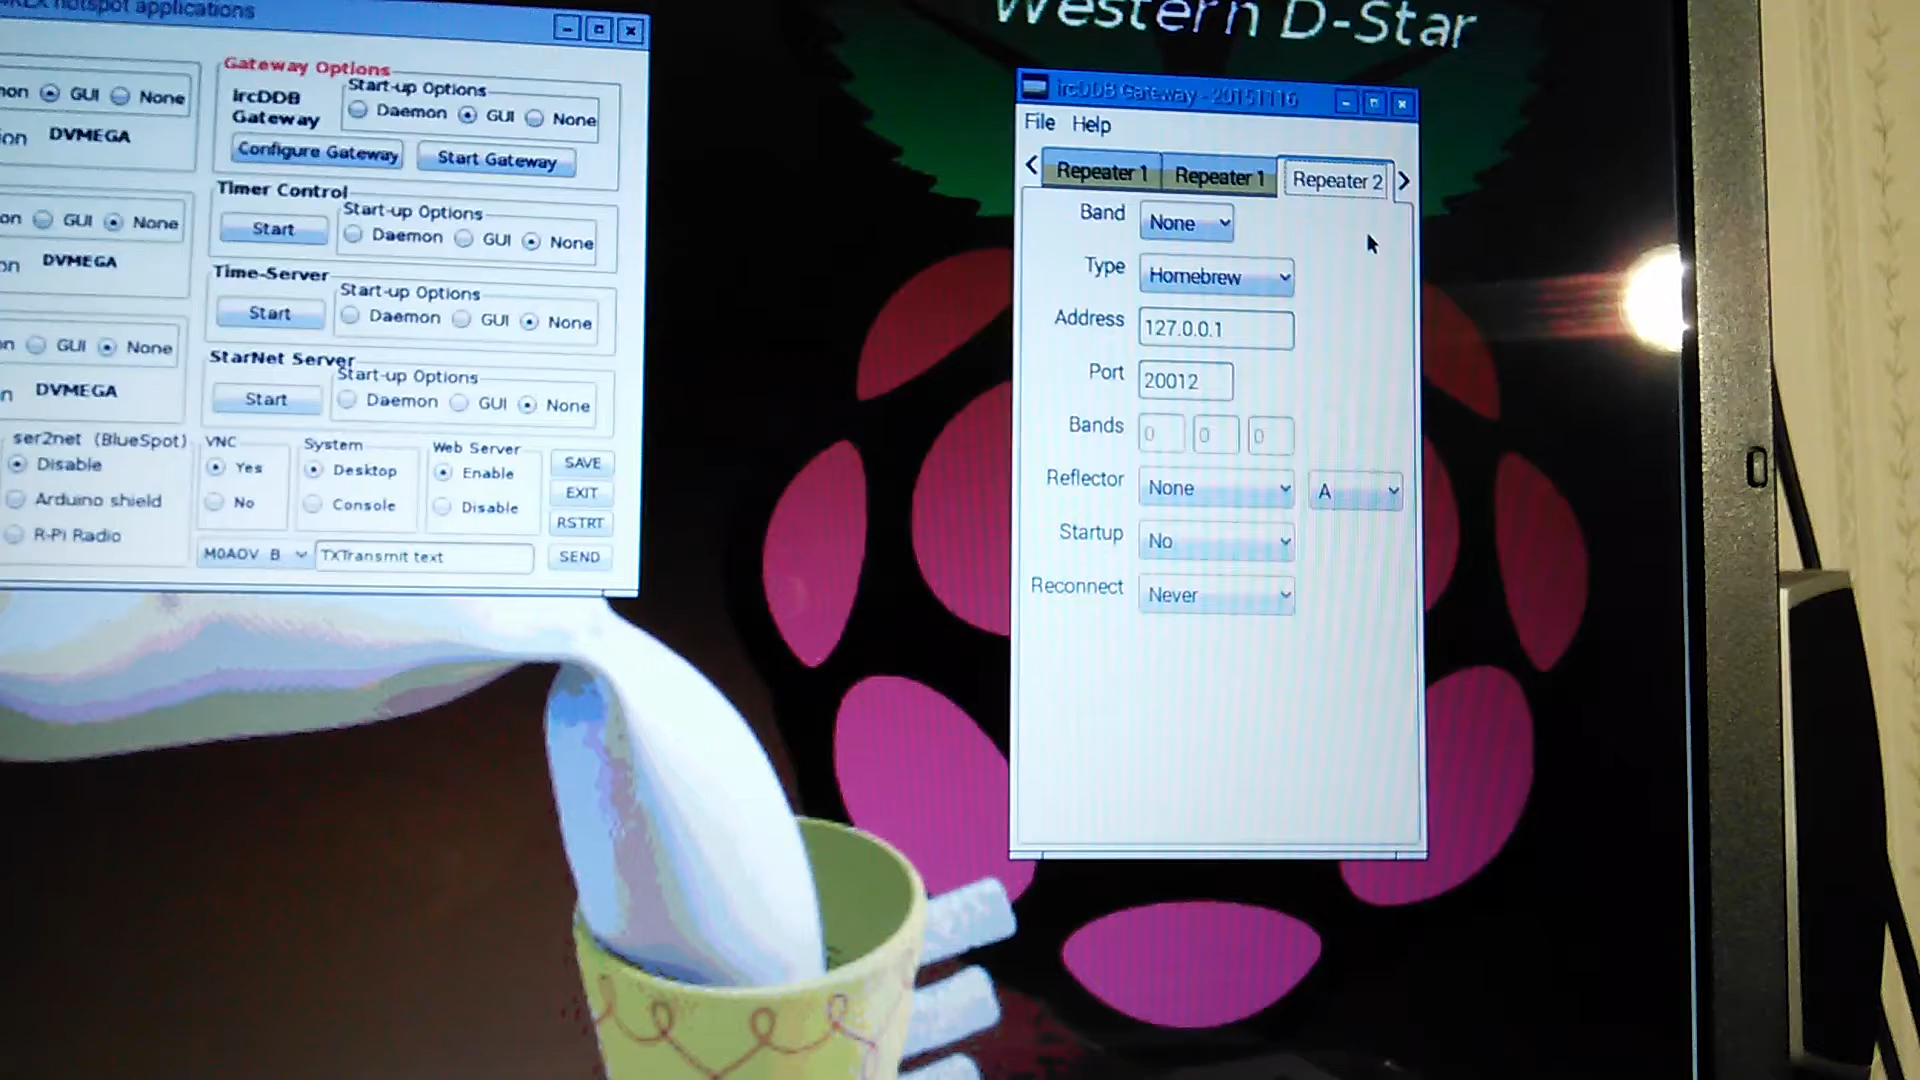 hotspot applications
GUI None
DVMEGA
GUI None
DVMEGA
GUI None
DVMEGA
ser2net (BlueSpot)
Disable
Arduino shield
R-Pi Radio
Gateway Options
ircDDB
Gateway
Start-up Options
Daemon GUI None
Configure Gateway Start Gateway
Timer Control
Start
Start-up Options
Daemon GUI None
Time-Server
Start
Start-up Options
Daemon GUI None
StarNet Server
Start
Start-up Options
Daemon GUI None
VNC
Yes
No
System
Desktop
Console
Web Server
Enable
Disable
SAVE
EXIT
RSTRT
M0AOV B TXTransmit text SEND
Western D-Star
ircDDB Gateway - 20151116
File Help
Repeater 1 Repeater 1 Repeater 2
Band None
Type Homebrew
Address 127.0.0.1
Port 20012
Bands 0 0 0
Reflector None A
Startup No
Reconnect Never